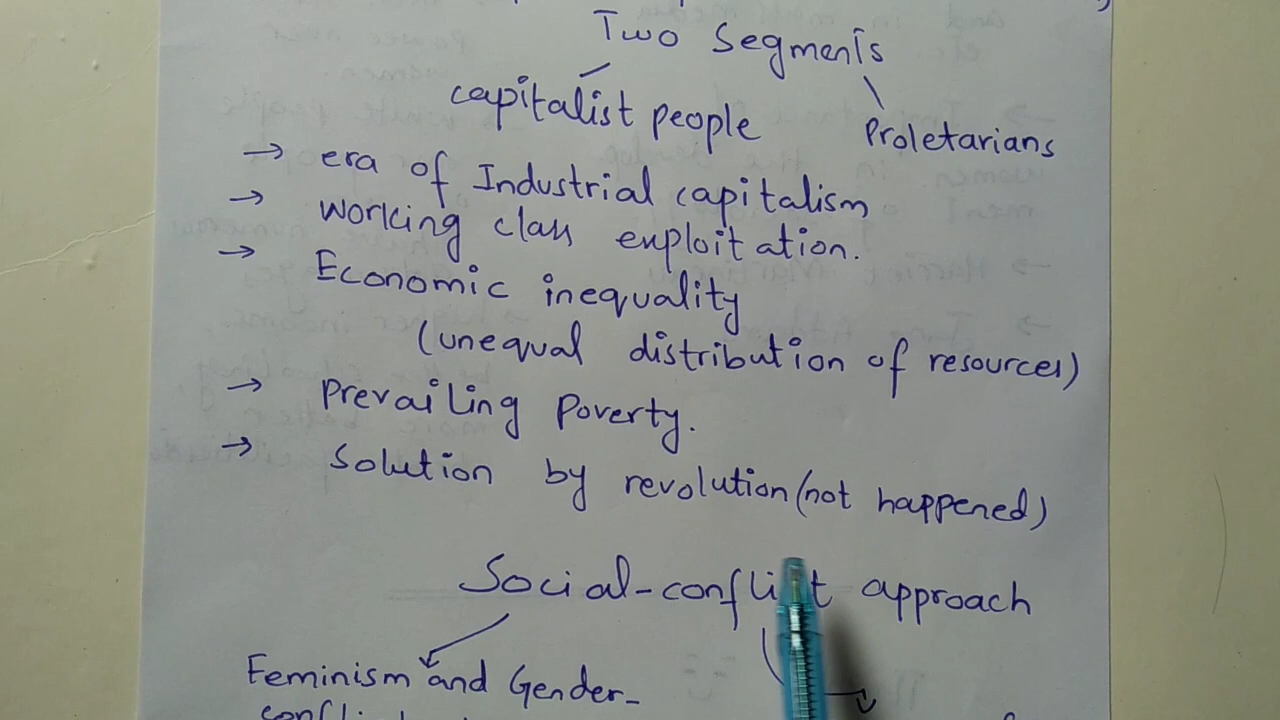 Two Segments
capitalist people
Proletarians
→ era of Industrial capitalism
→ working class exploitation.
→ Economic inequality
(unequal distribution of resources)
→ Prevailing poverty.
→ Solution by revolution (not happened)
Social-conflict approach
Feminism and Gender-